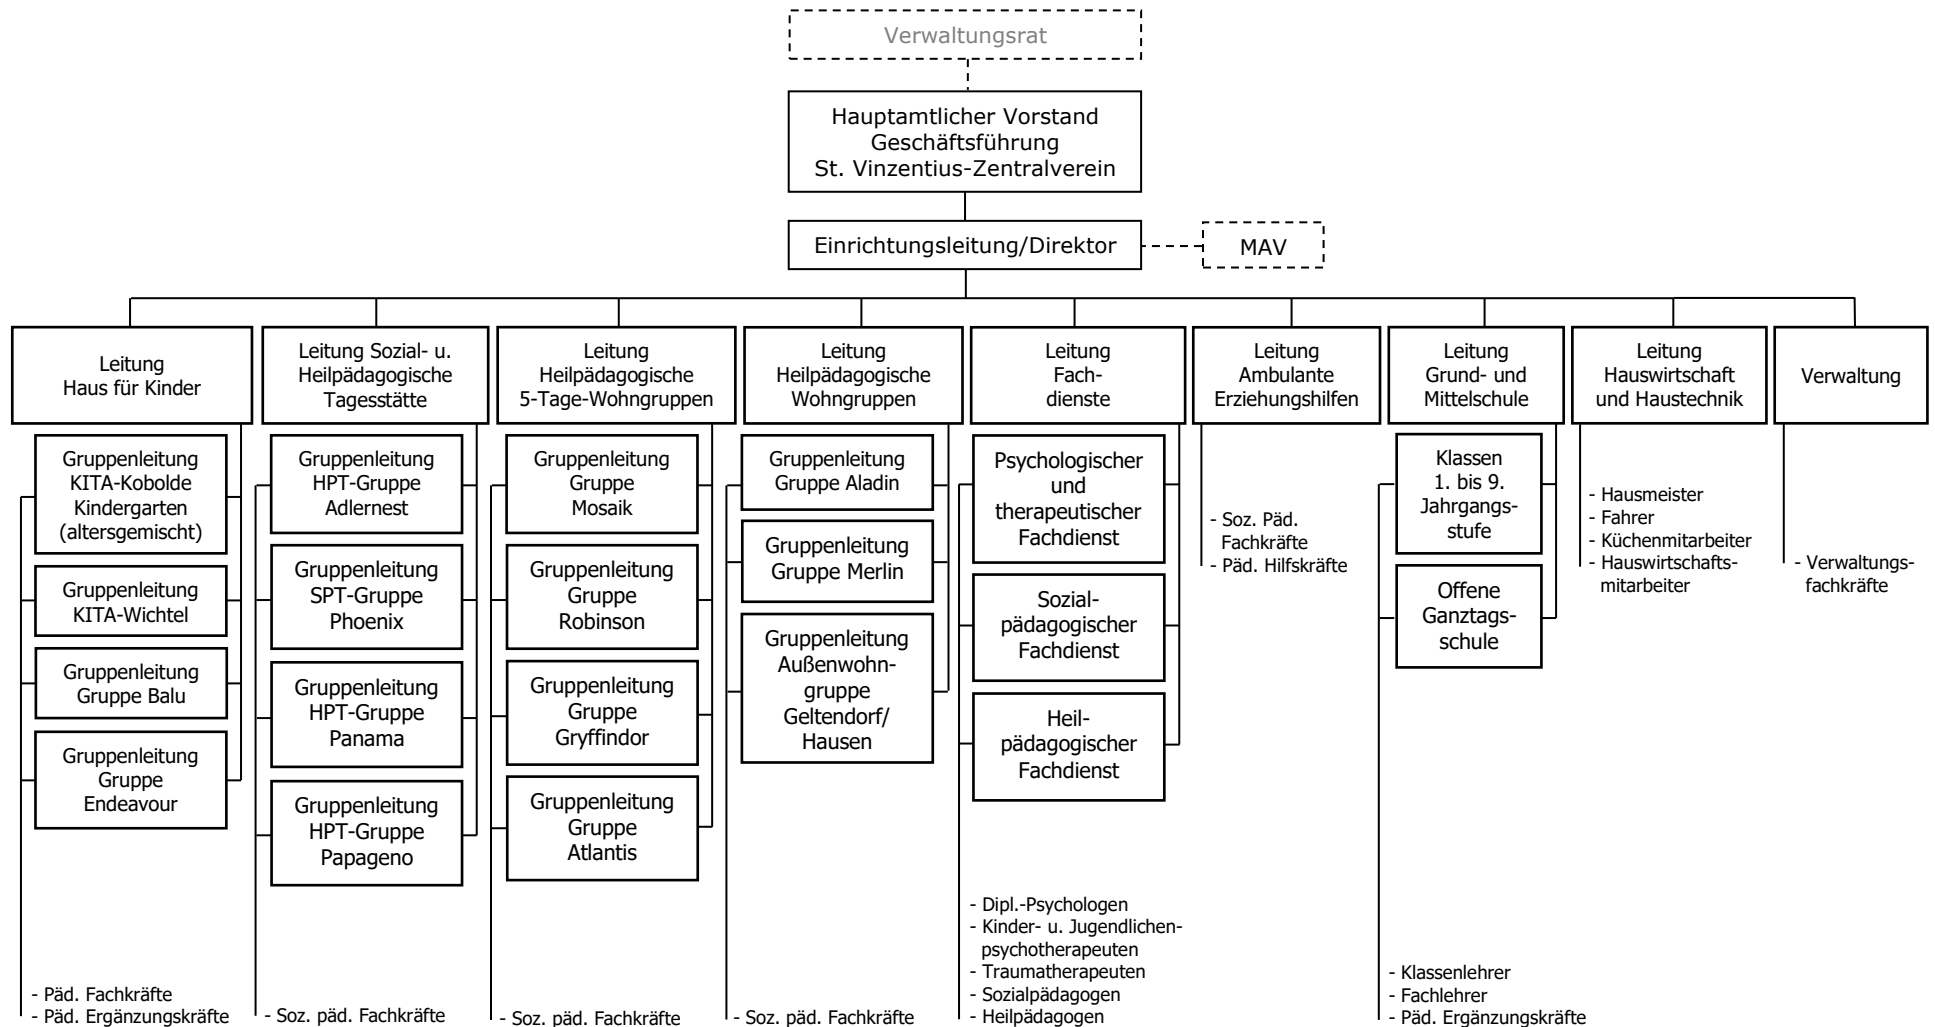 Verwaltungsrat
Hauptamtlicher Vorstand
Geschäftsführung
St. Vinzentius-Zentralverein
Einrichtungsleitung/Direktor
MAV
Leitung
Haus für Kinder
Leitung Sozial- u.
Heilpädagogische
Tagesstätte
Leitung
Heilpädagogische
5-Tage-Wohngruppen
Leitung
Heilpädagogische
Wohngruppen
Leitung
Fach-
dienste
Leitung
Ambulante
Erziehungshilfen
Leitung
Grund- und
Mittelschule
Leitung
Hauswirtschaft
und Haustechnik
Verwaltung
Gruppenleitung
KITA-Kobolde
Kindergarten
(altersgemischt)
Gruppenleitung
KITA-Wichtel
Gruppenleitung
Gruppe Balu
Gruppenleitung
Gruppe
Endeavour
- Päd. Fachkräfte
- Päd. Ergänzungskräfte
Gruppenleitung
HPT-Gruppe
Adlernest
Gruppenleitung
SPT-Gruppe
Phoenix
Gruppenleitung
HPT-Gruppe
Panama
Gruppenleitung
HPT-Gruppe
Papageno
- Soz. päd. Fachkräfte
Gruppenleitung
Gruppe
Mosaik
Gruppenleitung
Gruppe
Robinson
Gruppenleitung
Gruppe
Gryffindor
Gruppenleitung
Gruppe
Atlantis
- Soz. päd. Fachkräfte
Gruppenleitung
Gruppe Aladin
Gruppenleitung
Gruppe Merlin
Gruppenleitung
Außenwohn-
gruppe
Geltendorf/
Hausen
- Soz. päd. Fachkräfte
Psychologischer
und
therapeutischer
Fachdienst
Sozial-
pädagogischer
Fachdienst
Heil-
pädagogischer
Fachdienst
- Dipl.-Psychologen
- Kinder- u. Jugendlichen-
psychotherapeuten
- Traumatherapeuten
- Sozialpädagogen
- Heilpädagogen
- Soz. Päd.
Fachkräfte
- Päd. Hilfskräfte
Klassen
1. bis 9.
Jahrgangs-
stufe
Offene
Ganztags-
schule
- Klassenlehrer
- Fachlehrer
- Päd. Ergänzungskräfte
- Hausmeister
- Fahrer
- Küchenmitarbeiter
- Hauswirtschafts-
mitarbeiter
- Verwaltungs-
fachkräfte